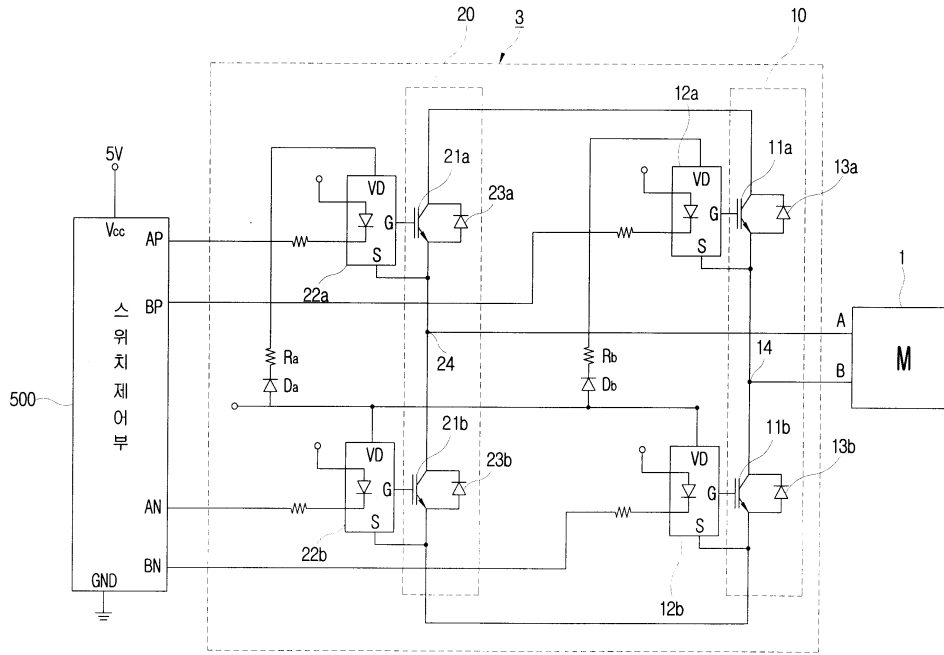 20
3
10
12a
11a
13a
5V
VD
21a
23a
VD
Vcc
AP
G
G
S
S
1
22a
BP
A
스위치제어부
Ra
24
Rb
14
M
Da
Db
B
500
21b
11b
VD
23b
VD
13b
G
G
AN
S
S
22b
BN
GND
12b